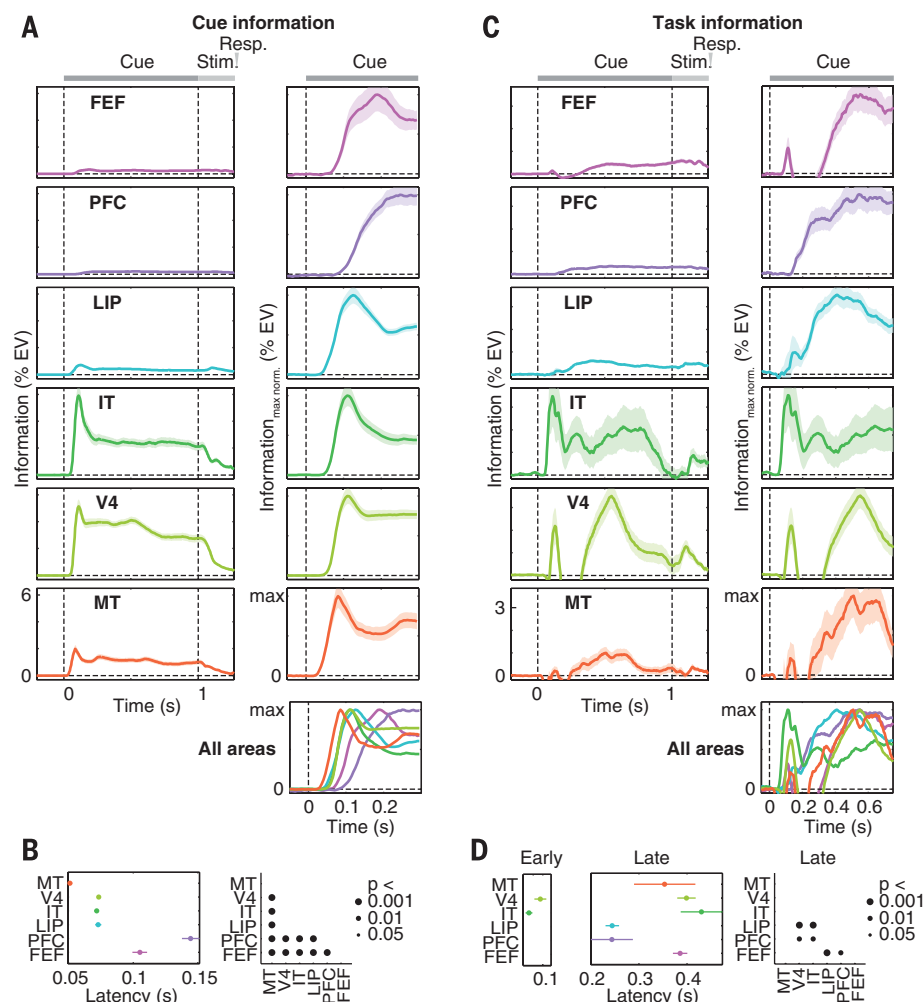 A
Cue information
Resp.
Cue
Stim.
Cue
FEF
PFC
LIP
IT
V4
MT
Information (% EV)
Information max norm. (% EV)
6
0
max
0
0
1
Time (s)
All areas
max
0
0
0.1
0.2
Time (s)
C
Task information
Resp.
Cue
Stim.
Cue
FEF
PFC
LIP
IT
V4
MT
Information (% EV)
Information max norm. (% EV)
3
0
max
0
0
1
Time (s)
All areas
max
0
0
0.2
0.4
0.6
Time (s)
B
MT
V4
IT
LIP
PFC
FEF
0.05
0.1
0.15
Latency (s)
MT
V4
IT
LIP
PFC
FEF
MT
V4
IT
LIP
PFC
FEF
p <
0.001
0.01
0.05
D
Early
Late
Late
MT
V4
IT
LIP
PFC
FEF
0.1
0.2
0.3
0.4
Latency (s)
MT
V4
IT
LIP
PFC
FEF
MT
V4
IT
LIP
PFC
FEF
p <
0.001
0.01
0.05